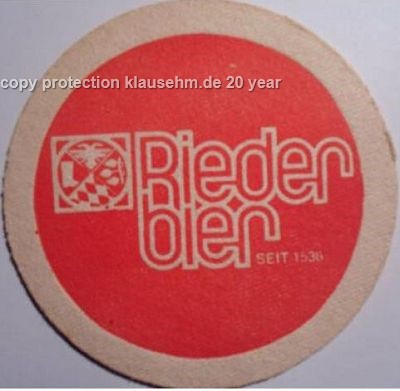 copy protection klausehm.de 20 year
Rieder
bier
SEIT 1536